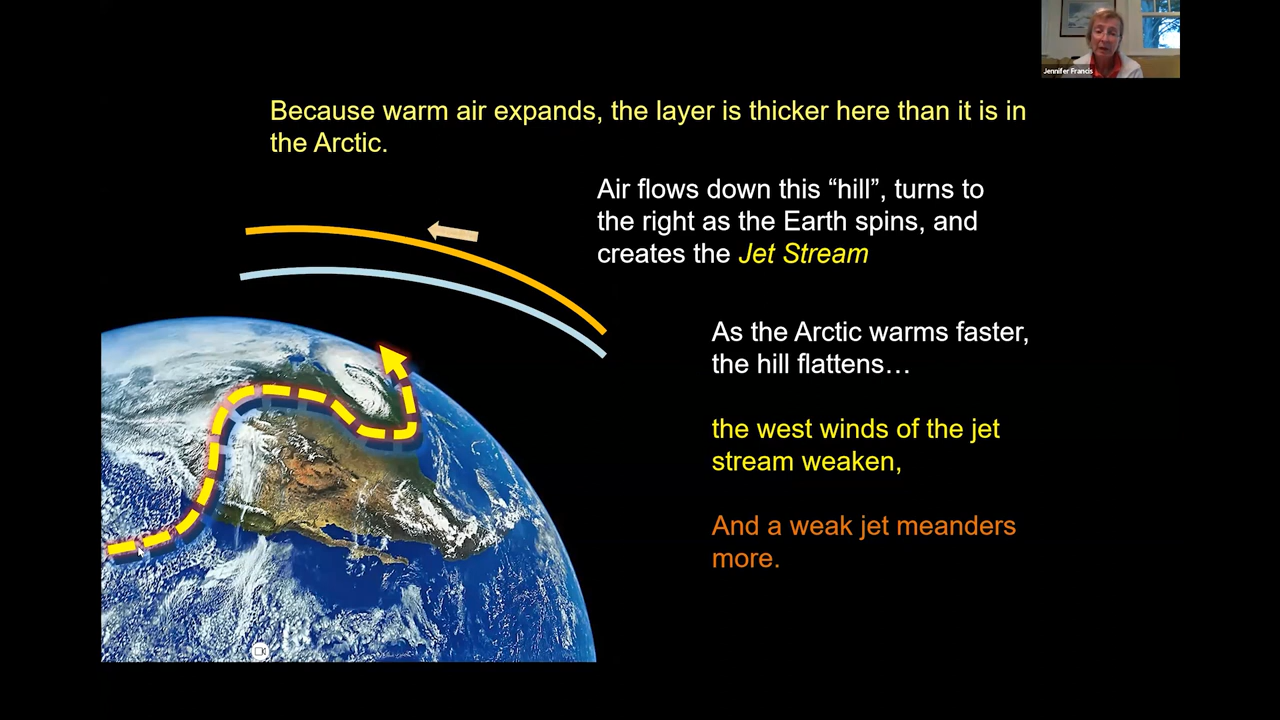 Jennifer Francis
Because warm air expands, the layer is thicker here than it is in
the Arctic.
Air flows down this “hill”, turns to
the right as the Earth spins, and
creates the Jet Stream
As the Arctic warms faster,
the hill flattens…
the west winds of the jet
stream weaken,
And a weak jet meanders
more.